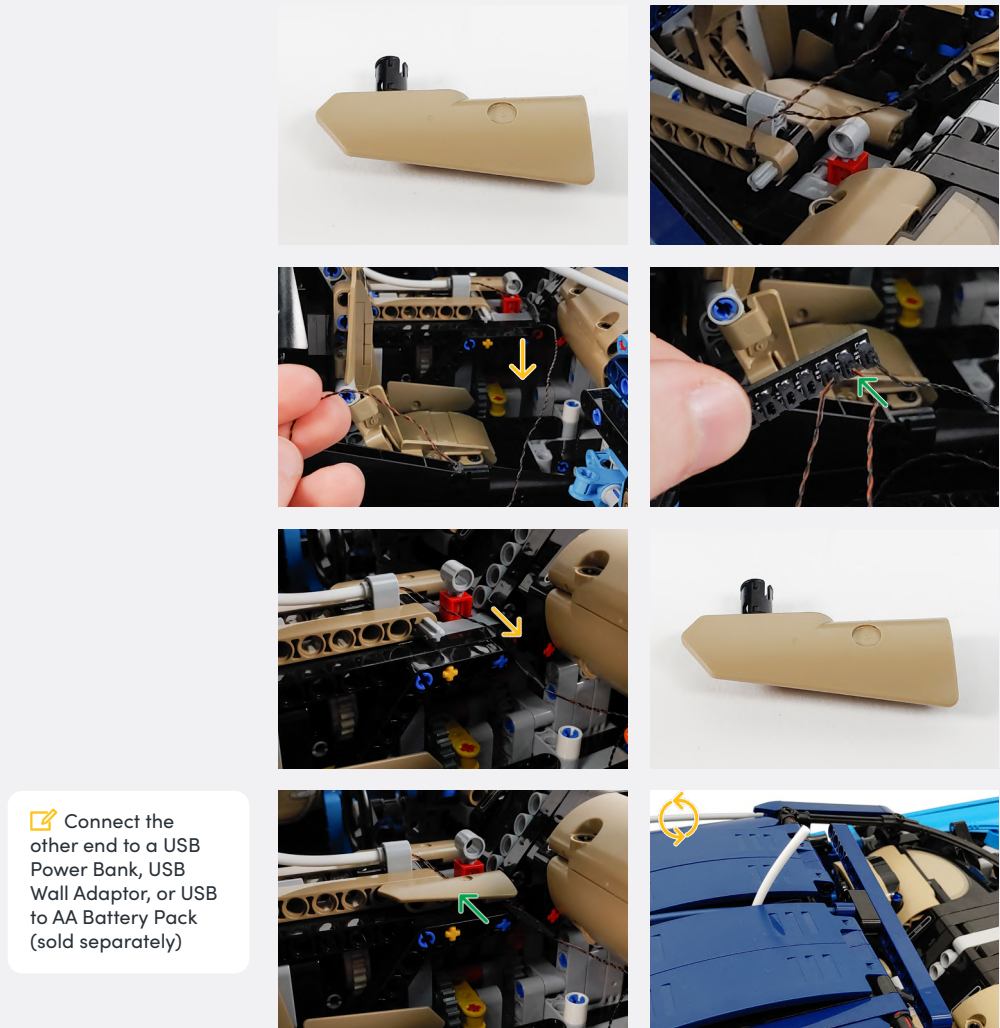 Connect the
other end to a USB
Power Bank, USB
Wall Adaptor, or USB
to AA Battery Pack
(sold separately)